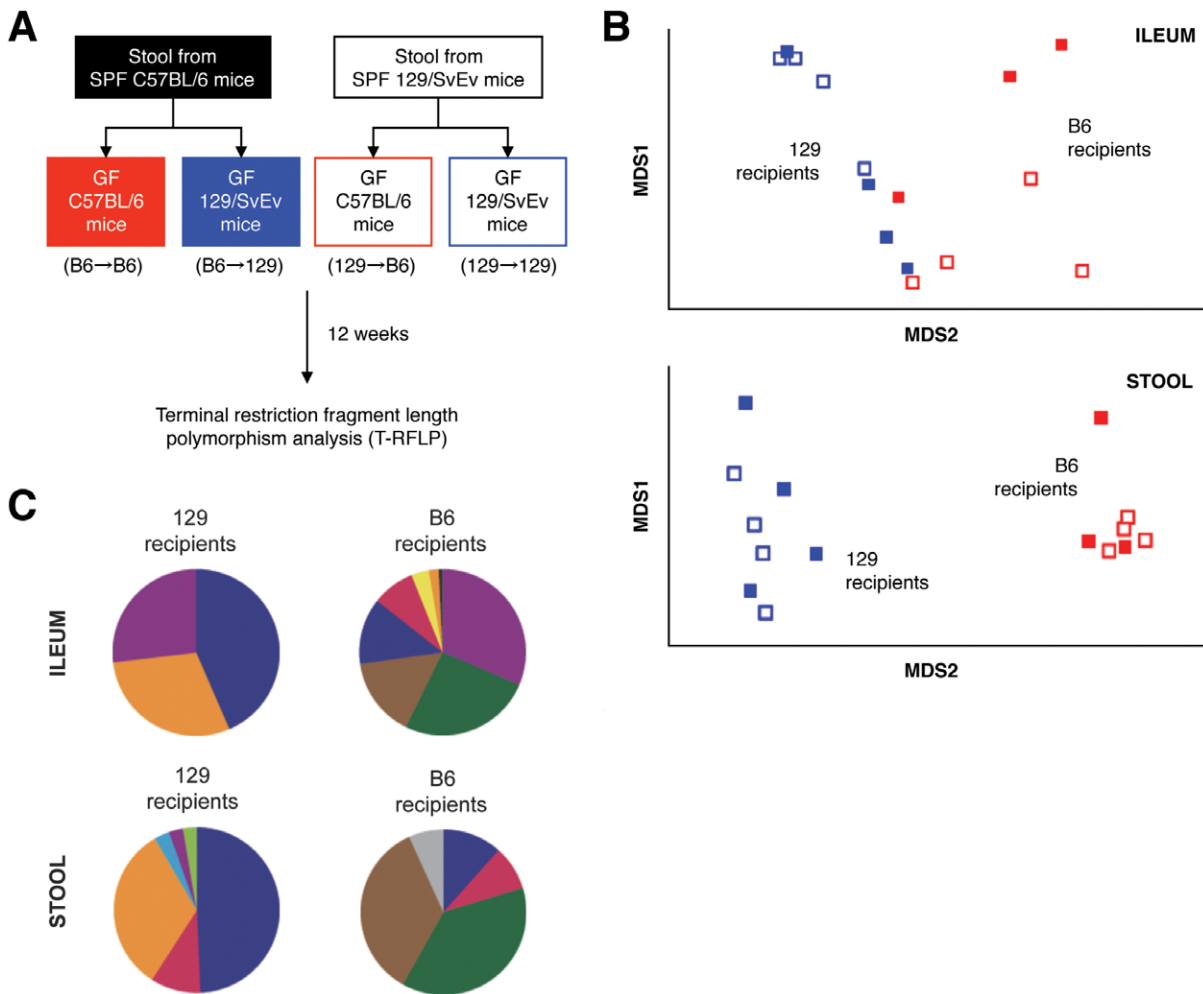 A
Stool from
SPF C57BL/6 mice
Stool from
SPF 129/SvEv mice
GF
C57BL/6
mice
GF
129/SvEv
mice
GF
C57BL/6
mice
GF
129/SvEv
mice
(B6→B6)
(B6→129)
(129→B6)
(129→129)
12 weeks
Terminal restriction fragment length
polymorphism analysis (T-RFLP)
B
ILEUM
129
recipients
B6
recipients
MDS1
MDS2
STOOL
B6
recipients
129
recipients
MDS1
MDS2
C
129
recipients
B6
recipients
ILEUM
129
recipients
B6
recipients
STOOL